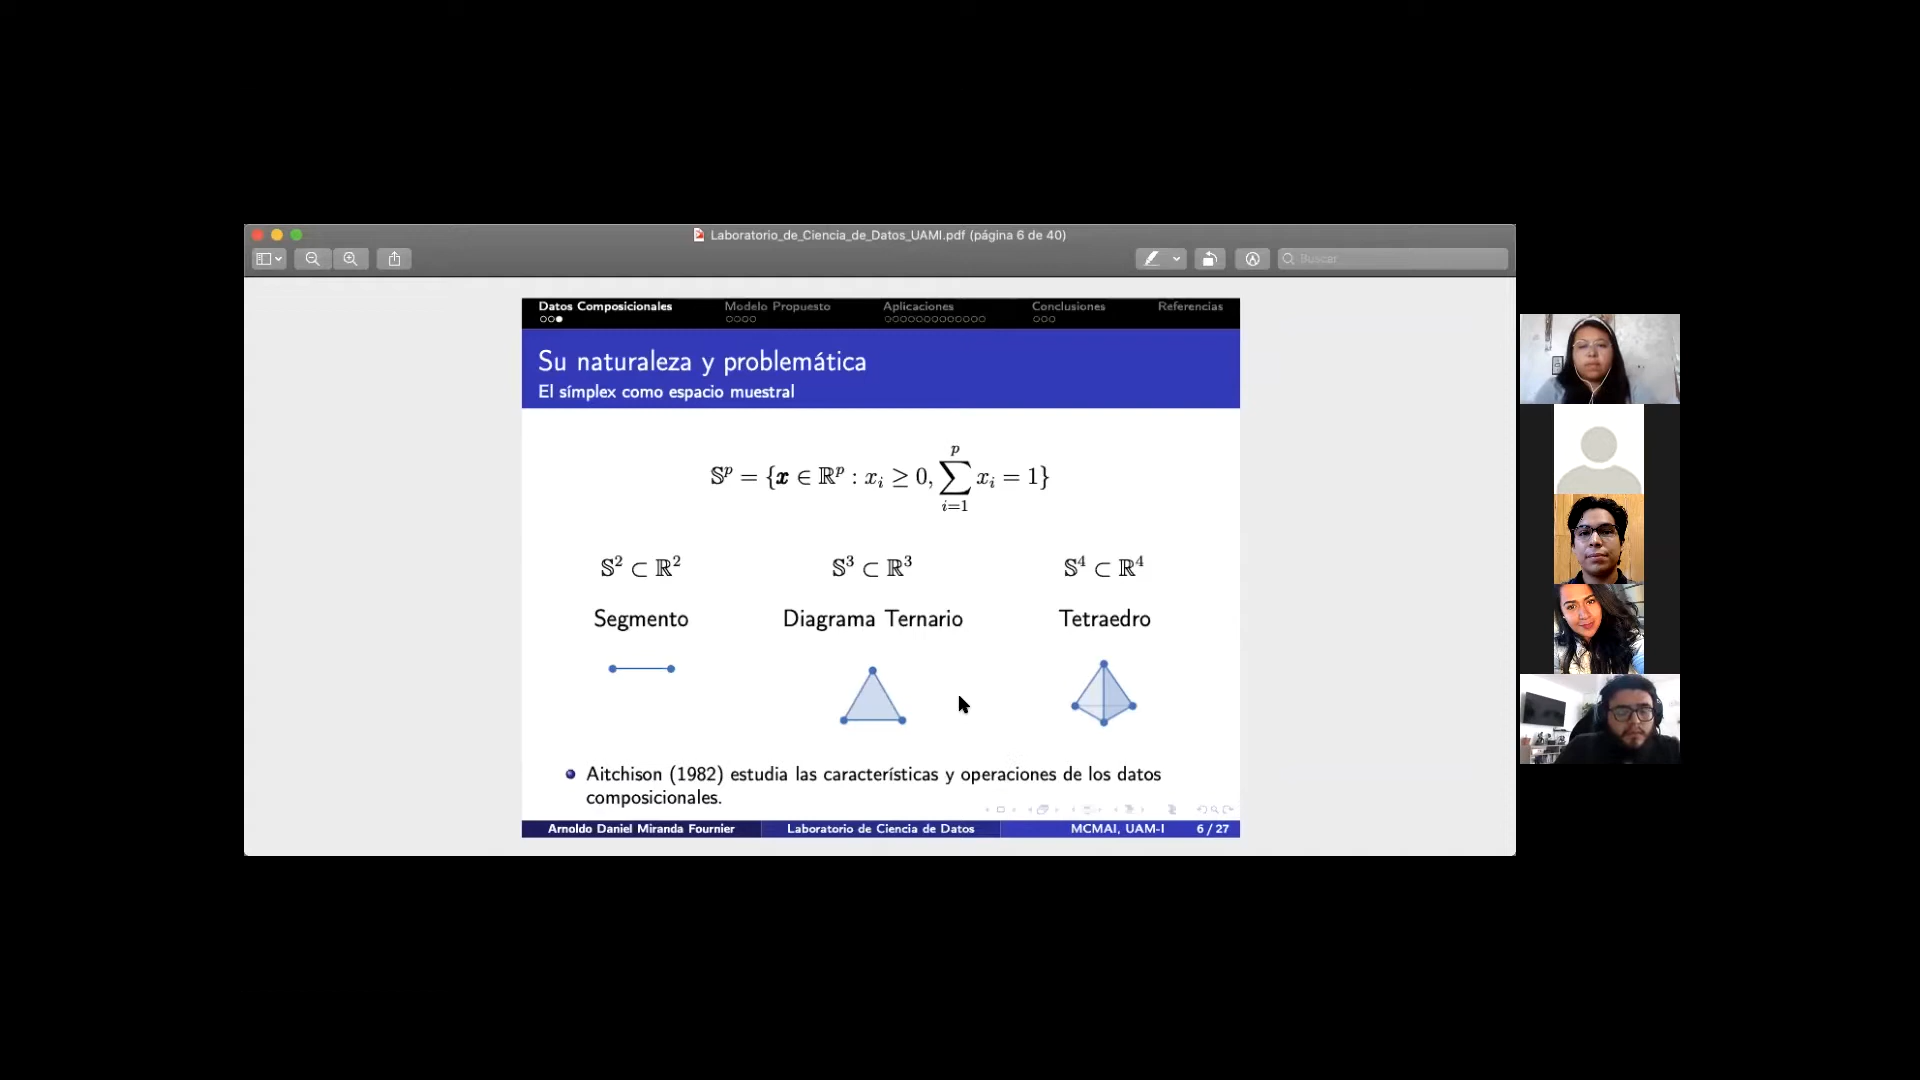 Laboratorio_de_Ciencia_de_Datos_UAMI.pdf (página 6 de 40)
Buscar
Datos Composicionales Modelo Propuesto Aplicaciones Conclusiones Referencias
Su naturaleza y problemática
El símplex como espacio muestral
𝕊^p = {𝒙 ∈ ℝ^p : x_i ≥ 0, ∑_{i=1}^{p} x_i = 1}
𝕊² ⊂ ℝ² 𝕊³ ⊂ ℝ³ 𝕊⁴ ⊂ ℝ⁴
Segmento Diagrama Ternario Tetraedro
Aitchison (1982) estudia las características y operaciones de los datos
composicionales.
Arnoldo Daniel Miranda Fournier Laboratorio de Ciencia de Datos MCMAI, UAM-I 6 / 27